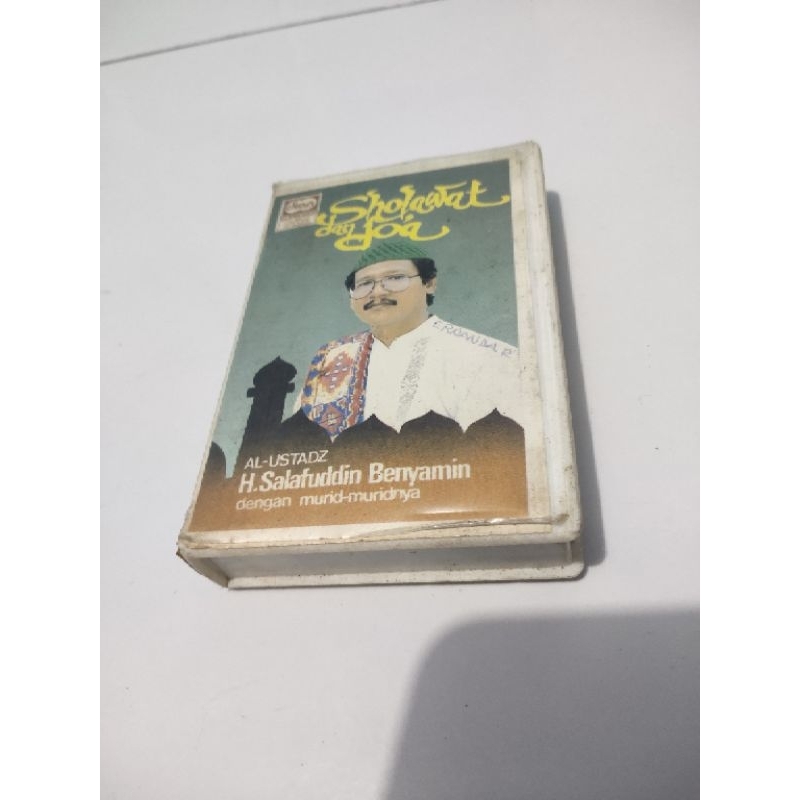 Sholawat
dan Do'a
AL-USTADZ
H. Salafuddin Benyamin
dengan murid-muridnya